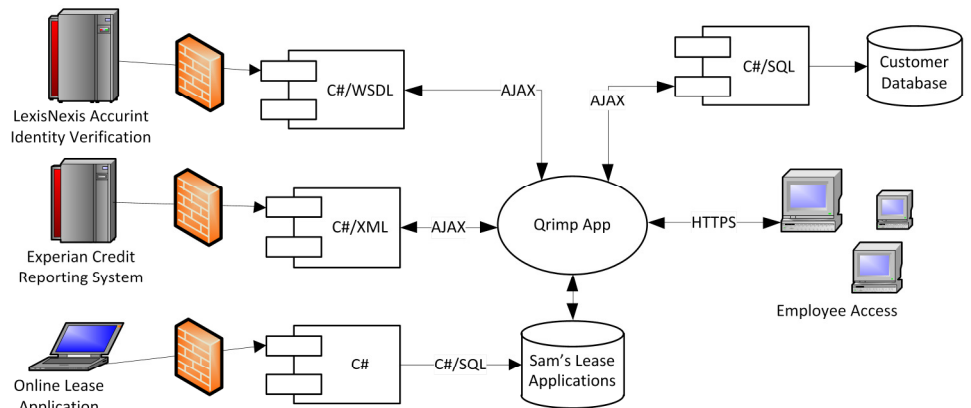 LexisNexis Accurint
Identity Verification
C#/WSDL
AJAX
AJAX
C#/SQL
Customer
Database
Experian Credit
Reporting System
C#/XML
AJAX
Qrimp App
HTTPS
Employee Access
Online Lease
Application
C#
C#/SQL
Sam's Lease
Applications